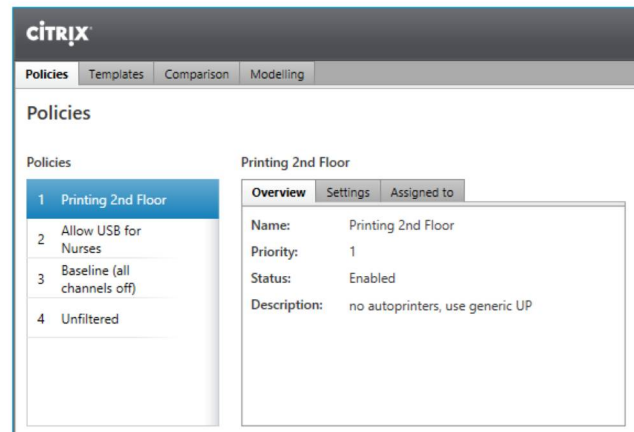 CİTRIX
Policies Templates Comparison Modelling
Policies
Policies
1 Printing 2nd Floor
2 Allow USB for
Nurses
3 Baseline (all
channels off)
4 Unfiltered
Printing 2nd Floor
Overview Settings Assigned to
Name: Printing 2nd Floor
Priority: 1
Status: Enabled
Description: no autoprinters, use generic UP